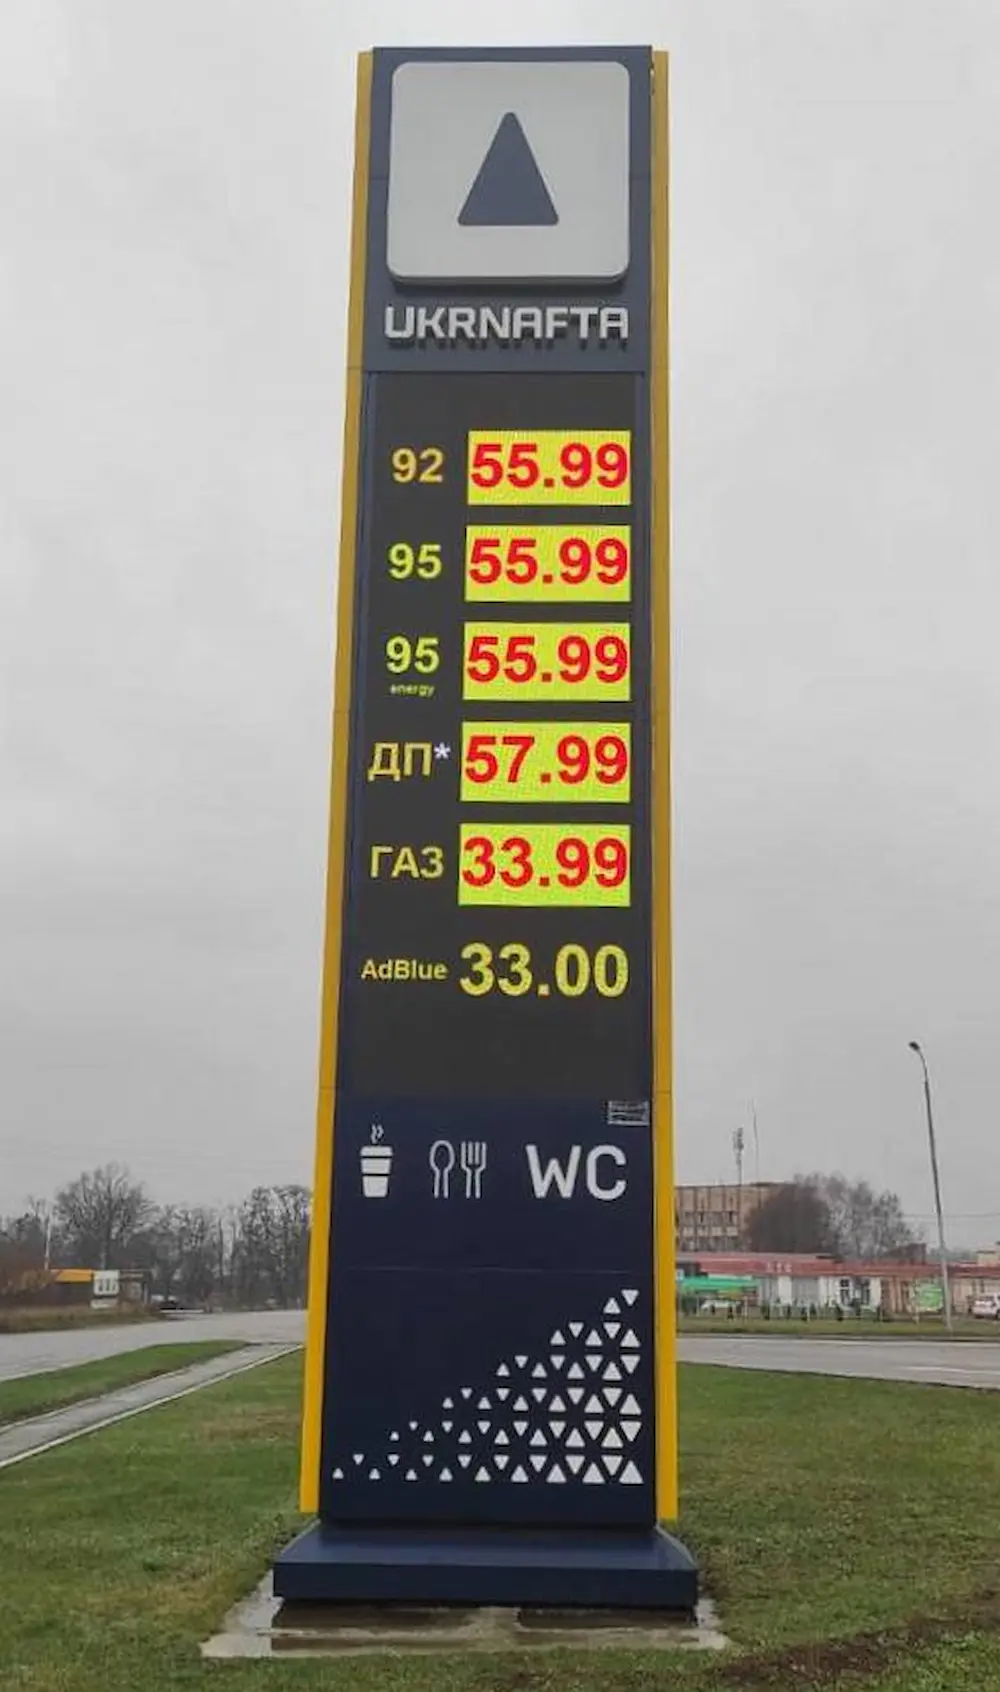 UKRNAFTA
92 55.99
95 55.99
95 55.99
energy
ДП* 57.99
ГАЗ 33.99
AdBlue 33.00
WC